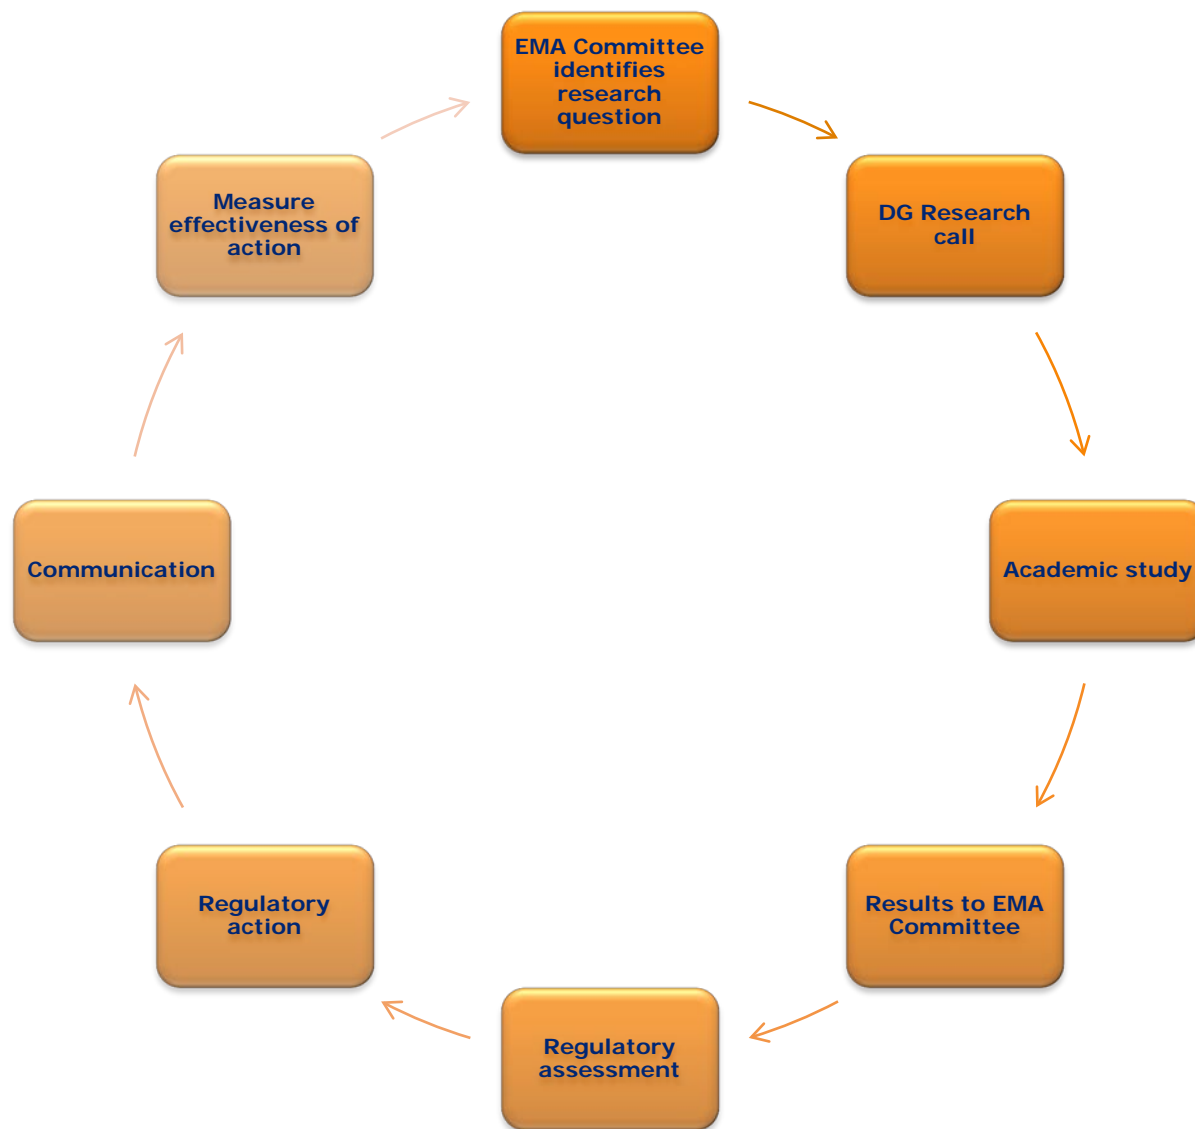 EMA Committee
identifies
research
question
DG Research
call
Academic study
Results to EMA
Committee
Regulatory
assessment
Regulatory
action
Communication
Measure
effectiveness of
action